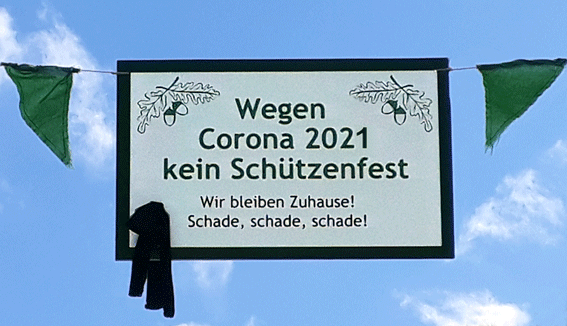 Wegen
Corona 2021
kein Schützenfest
Wir bleiben Zuhause!
Schade, schade, schade!